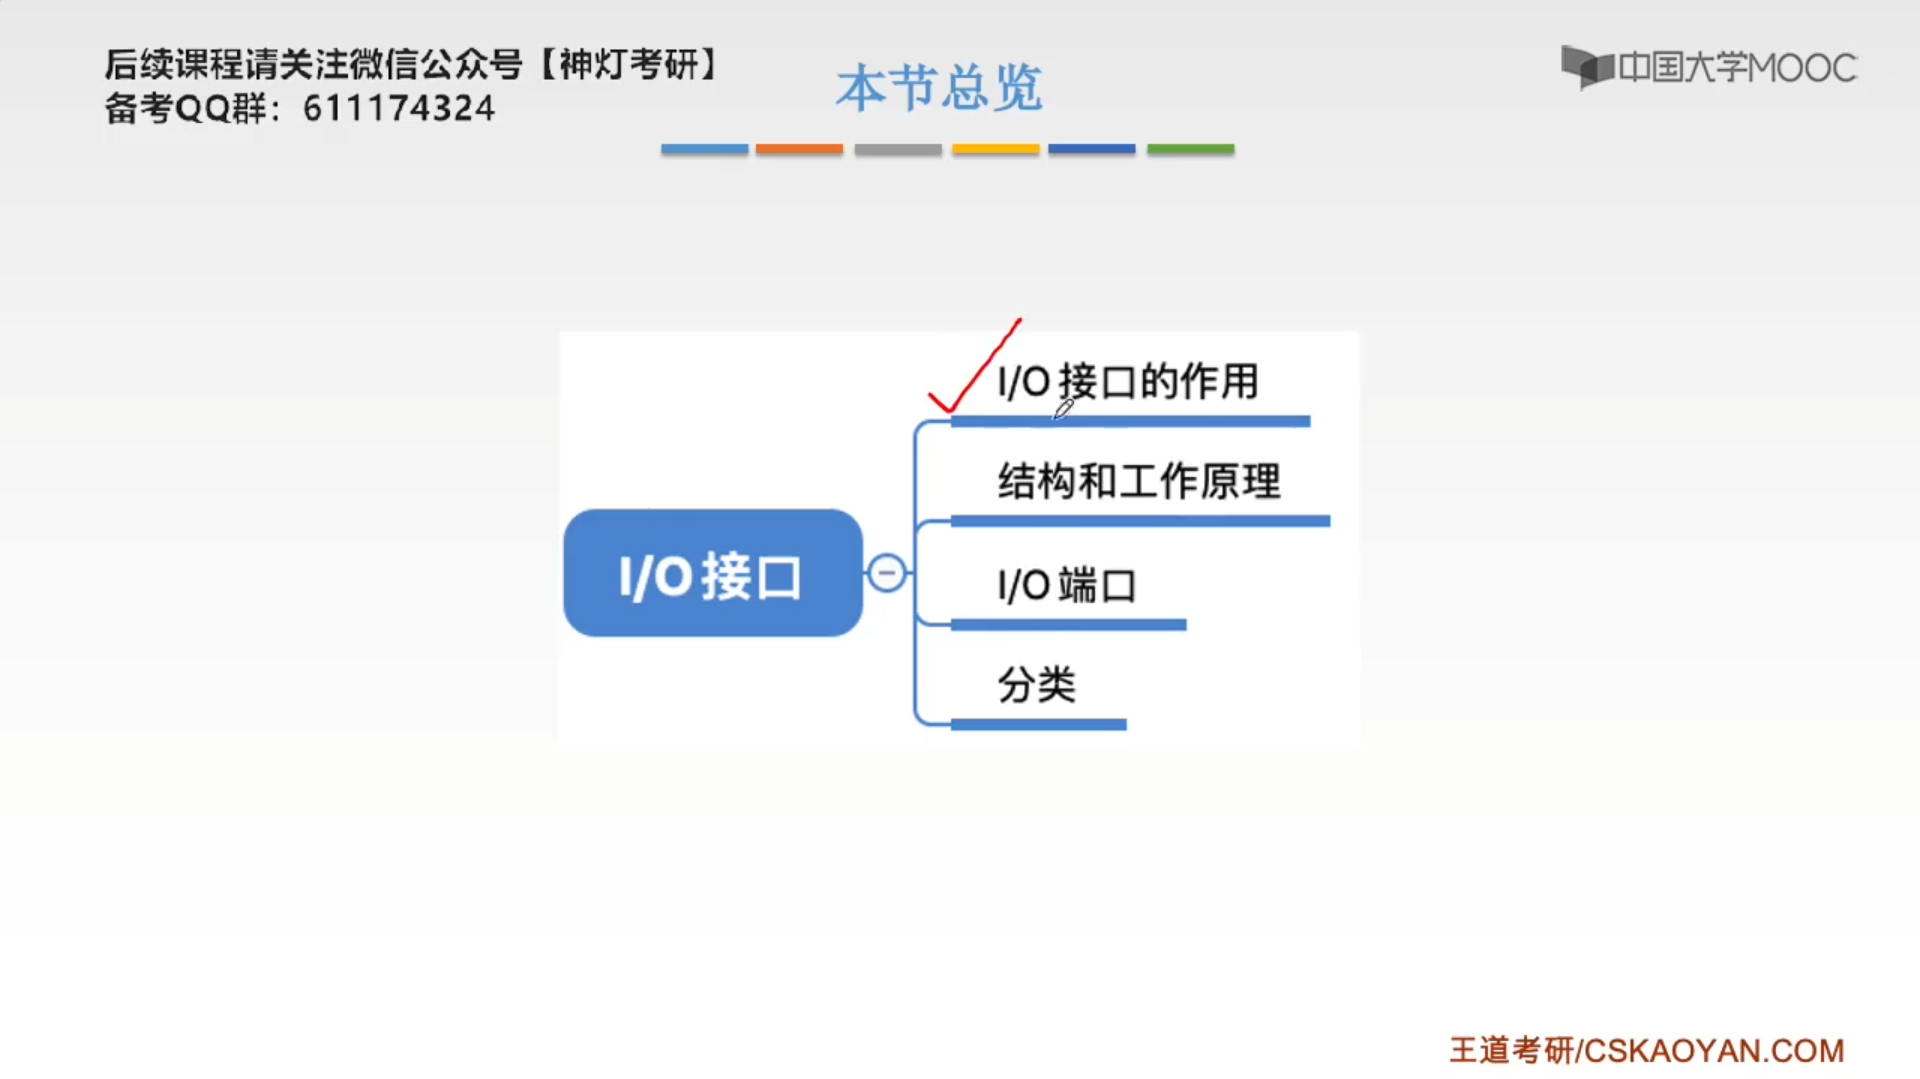 后续课程请关注微信公众号【神灯考研】
备考QQ群：611174324
本节总览
中国大学MOOC
I/O接口的作用
结构和工作原理
I/O接口
I/O端口
分类
王道考研/CSKAOYAN.COM